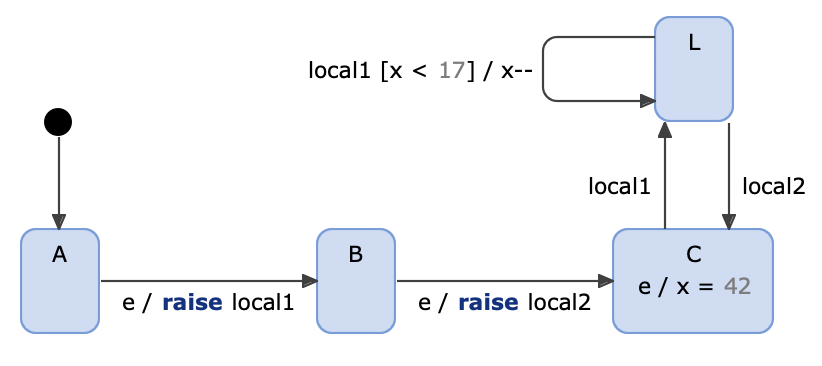 L
local1 [x < 17] / x--
local1
local2
A
B
C
e / x = 42
e / raise local1
e / raise local2